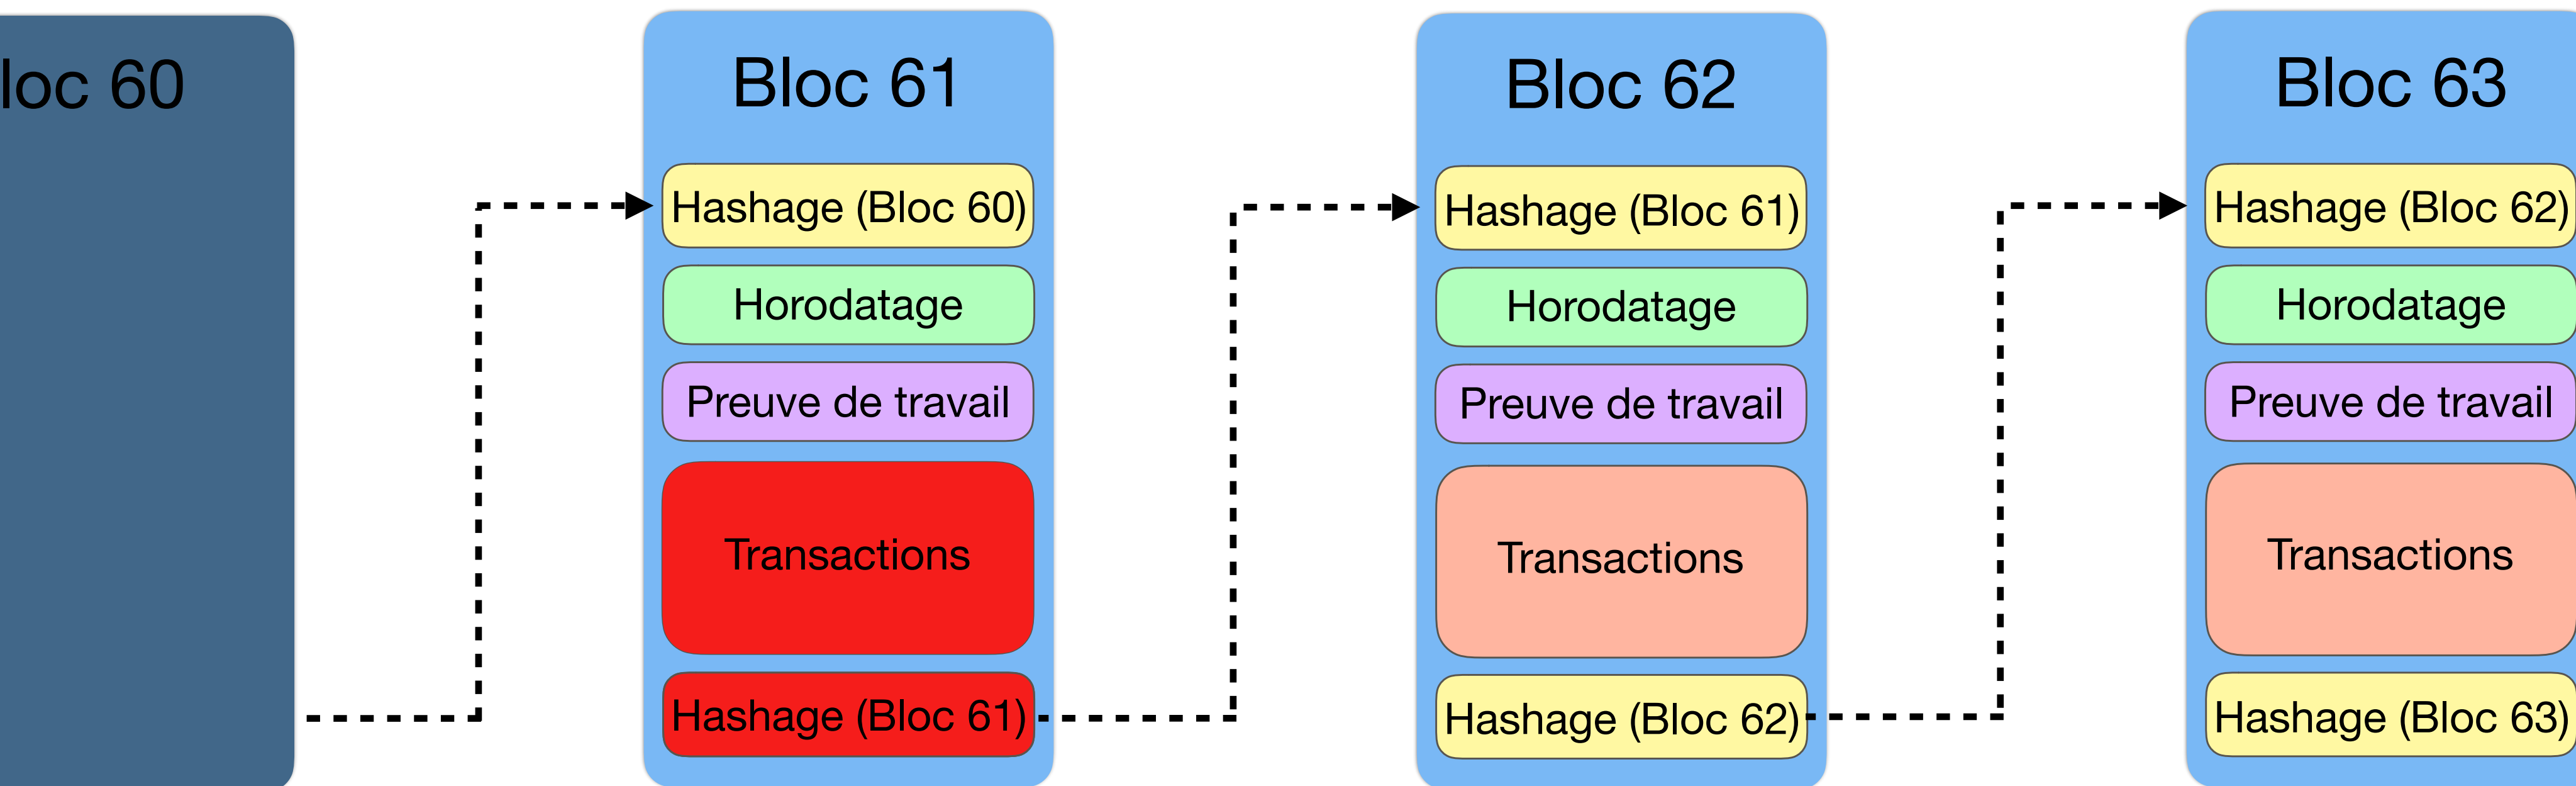 loc 60
Bloc 61
Hashage (Bloc 60)
Horodatage
Preuve de travail
Transactions
Hashage (Bloc 61)
Bloc 62
Hashage (Bloc 61)
Horodatage
Preuve de travail
Transactions
Hashage (Bloc 62)
Bloc 63
Hashage (Bloc 62)
Horodatage
Preuve de travail
Transactions
Hashage (Bloc 63)